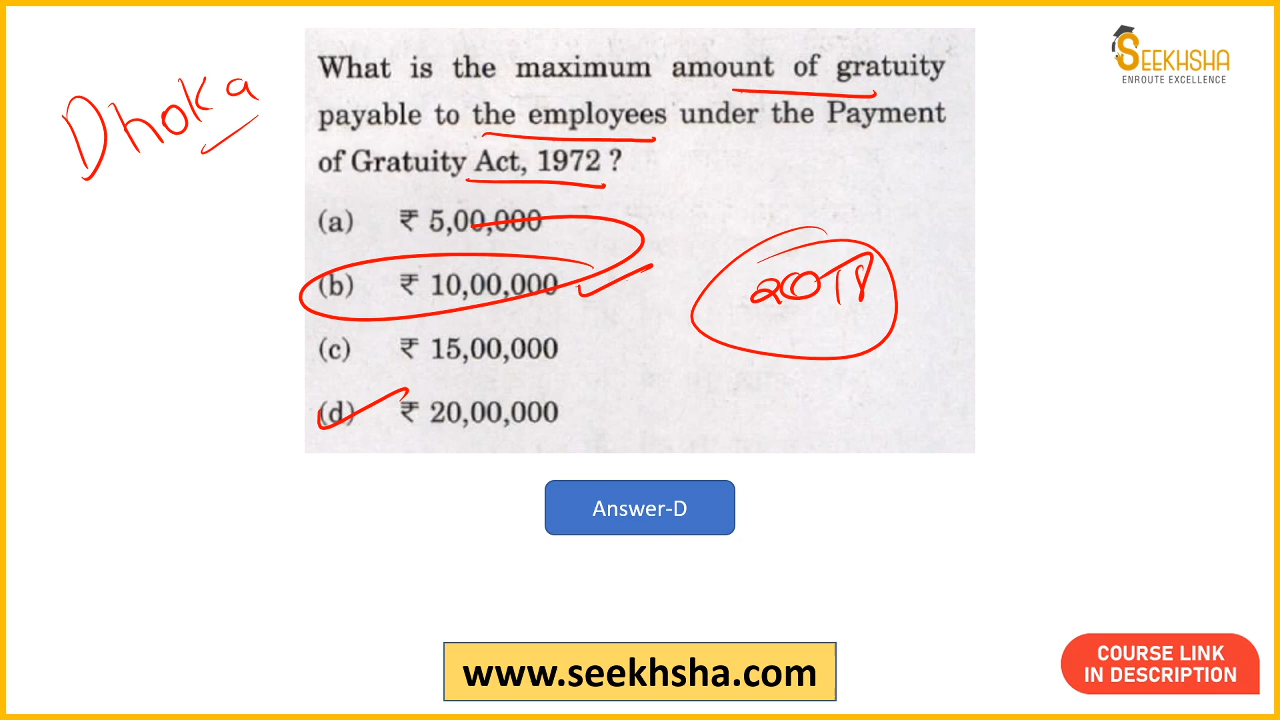 SEEKHSHA
ENROUTE EXCELLENCE
Dhoka
What is the maximum amount of gratuity
payable to the employees under the Payment
of Gratuity Act, 1972 ?
(a) ₹ 5,00,000
(b) ₹ 10,00,000
2018
(c) ₹ 15,00,000
(d) ₹ 20,00,000
Answer-D
www.seekhsha.com
COURSE LINK
IN DESCRIPTION